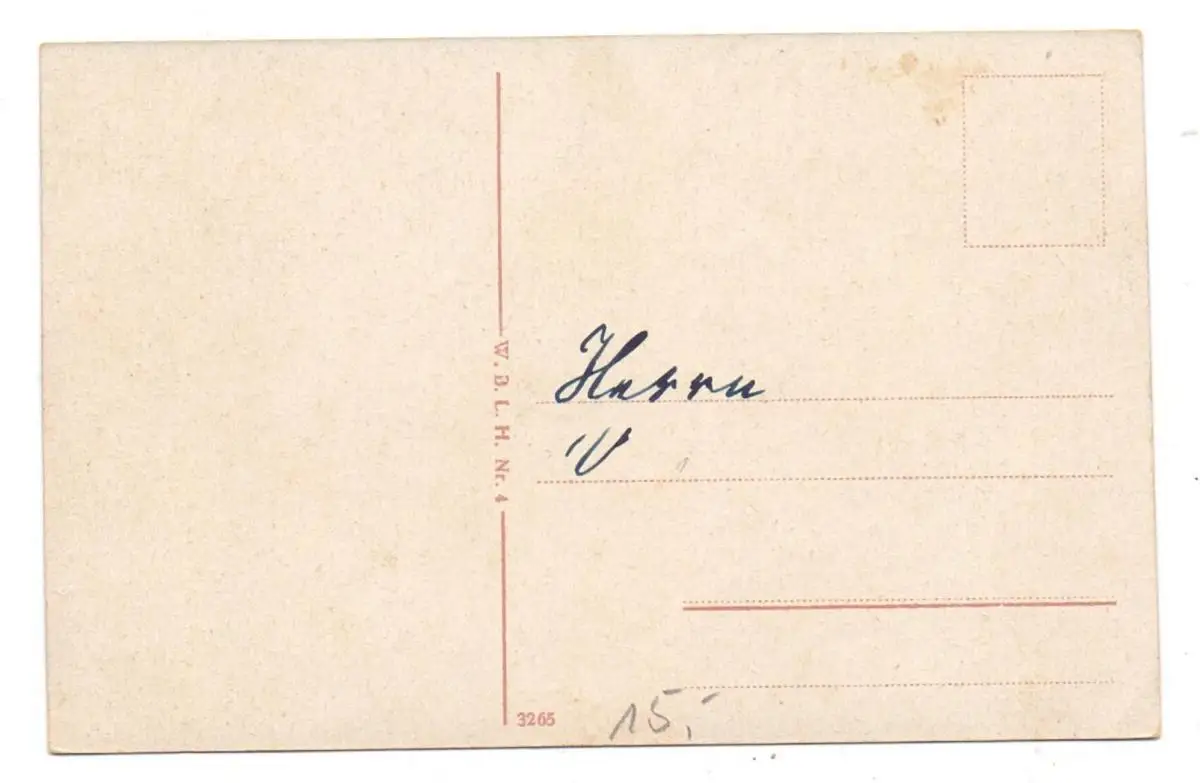 W. B. L. H. Nr. 4
Herrn
V
3265
15,-